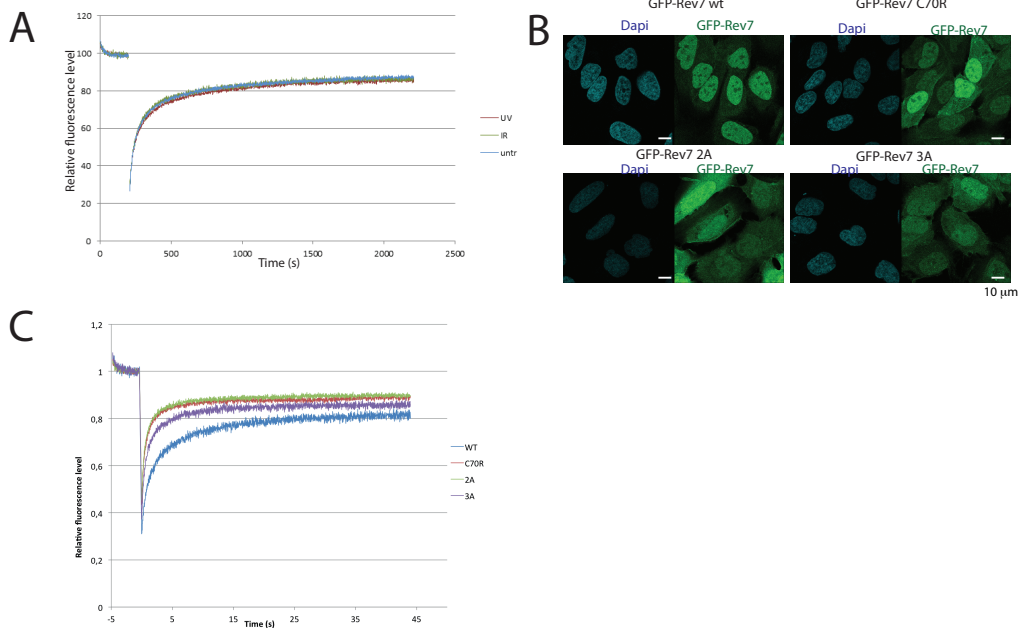 A
120
100
80
60
40
20
0
0 500 1000 1500 2000 2500
Relative fluorescence level
Time (s)
UV
IR
untr
B
GFP-Rev7 wt
Dapi GFP-Rev7
GFP-Rev7 C70R
Dapi GFP-Rev7
GFP-Rev7 2A
Dapi GFP-Rev7
GFP-Rev7 3A
Dapi GFP-Rev7
10 µm
C
1,2
1
0,8
0,6
0,4
0,2
0
-5 5 15 25 35 45
Relative fluorescence level
Time (s)
WT
C70R
2A
3A